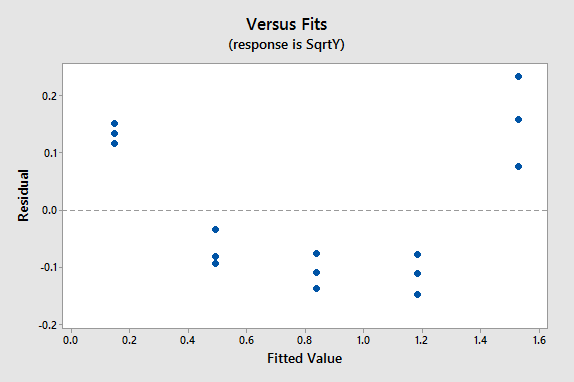 Versus Fits
(response is SqrtY)
0.2
0.1
0.0
-0.1
-0.2
Residual
0.0 0.2 0.4 0.6 0.8 1.0 1.2 1.4 1.6
Fitted Value